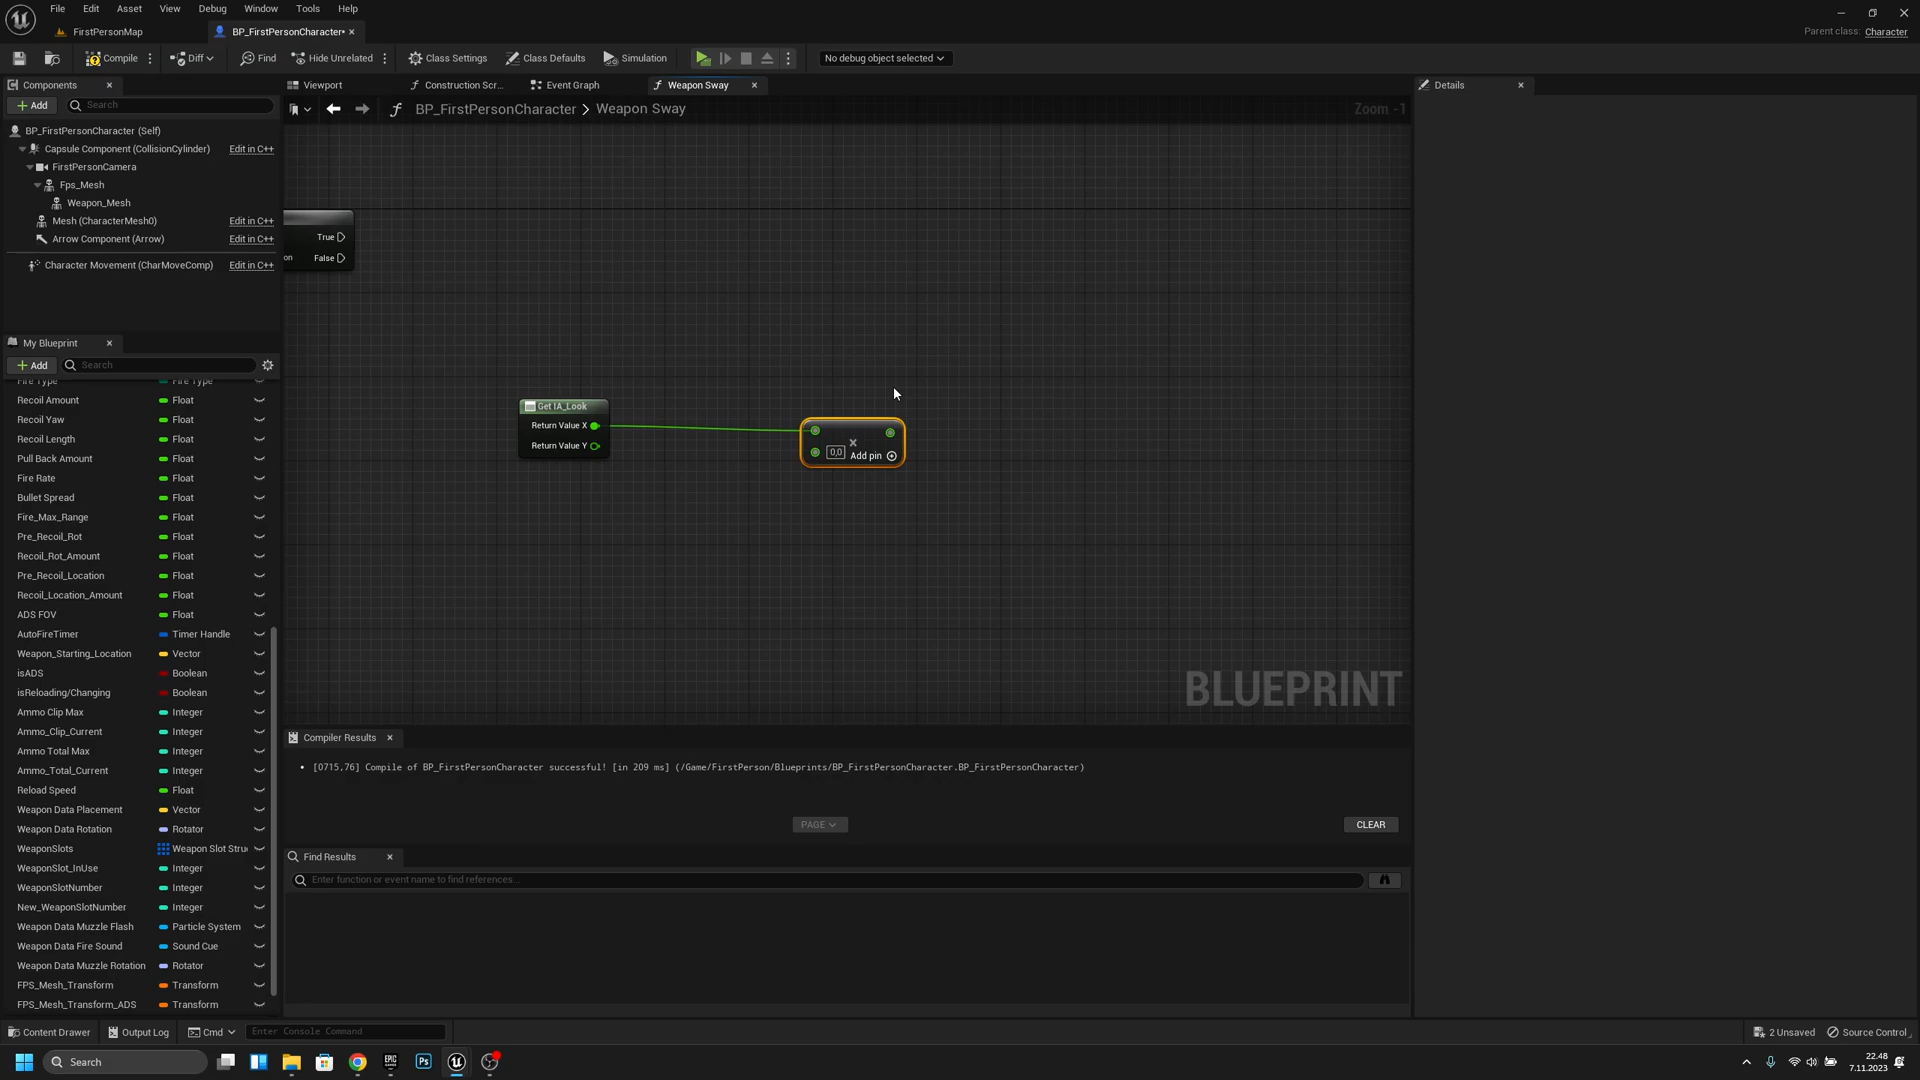 File Edit Asset View Debug Window Tools Help
FirstPersonMap BP_FirstPersonCharacter• Parent class: Character
Compile Diff Find Hide Unrelated Class Settings Class Defaults Simulation No debug object selected
Components Viewport Construction Scr... Event Graph Weapon Sway Details
Add Search BP_FirstPersonCharacter Weapon Sway Zoom -1
BP_FirstPersonCharacter (Self)
Capsule Component (CollisionCylinder) Edit in C++
FirstPersonCamera
Fps_Mesh
Weapon_Mesh
Mesh (CharacterMesh0) Edit in C++
Arrow Component (Arrow) Edit in C++
Character Movement (CharMoveComp) Edit in C++
True
on False
Get IA_Look
Return Value X
Return Value Y
0,0 Add pin
BLUEPRINT
My Blueprint
Add Search
Fire Type Fire Type
Recoil Amount Float
Recoil Yaw Float
Recoil Length Float
Pull Back Amount Float
Fire Rate Float
Bullet Spread Float
Fire_Max_Range Float
Pre_Recoil_Rot Float
Recoil_Rot_Amount Float
Pre_Recoil_Location Float
Recoil_Location_Amount Float
ADS FOV Float
AutoFireTimer Timer Handle
Weapon_Starting_Location Vector
isADS Boolean
isReloading/Changing Boolean
Ammo Clip Max Integer
Ammo_Clip_Current Integer
Ammo Total Max Integer
Ammo_Total_Current Integer
Reload Speed Float
Weapon Data Placement Vector
Weapon Data Rotation Rotator
WeaponSlots Weapon Slot Stru
WeaponSlot_InUse Integer
WeaponSlotNumber Integer
New_WeaponSlotNumber Integer
Weapon Data Muzzle Flash Particle System
Weapon Data Fire Sound Sound Cue
Weapon Data Muzzle Rotation Rotator
FPS_Mesh_Transform Transform
FPS_Mesh_Transform_ADS Transform
Compiler Results
[0715,76] Compile of BP_FirstPersonCharacter successful! [in 209 ms] (/Game/FirstPerson/Blueprints/BP_FirstPersonCharacter.BP_FirstPersonCharacter)
PAGE CLEAR
Find Results
Enter function or event name to find references...
Content Drawer Output Log Cmd Enter Console Command 2 Unsaved Source Control
Search EPIC GAMES Ps 22.48
7.11.2023